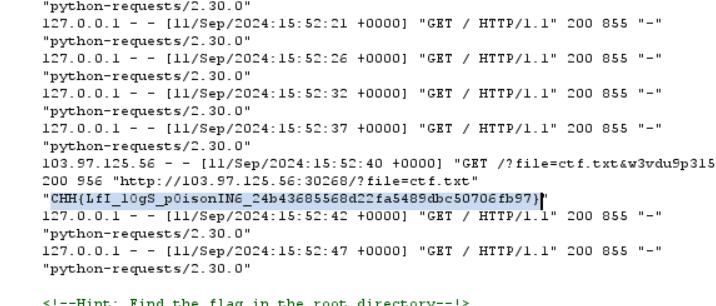 "python-requests/2.30.0"
127.0.0.1 - - [11/Sep/2024:15:52:21 +0000] "GET / HTTP/1.1" 200 855 "-"
"python-requests/2.30.0"
127.0.0.1 - - [11/Sep/2024:15:52:26 +0000] "GET / HTTP/1.1" 200 855 "-"
"python-requests/2.30.0"
127.0.0.1 - - [11/Sep/2024:15:52:32 +0000] "GET / HTTP/1.1" 200 855 "-"
"python-requests/2.30.0"
127.0.0.1 - - [11/Sep/2024:15:52:37 +0000] "GET / HTTP/1.1" 200 855 "-"
"python-requests/2.30.0"
103.97.125.56 - - [11/Sep/2024:15:52:40 +0000] "GET /?file=ctf.txt&w3vdu9p315
200 956 "http://103.97.125.56:30268/?file=ctf.txt"
"CHH{LfI_l0gS_p0isonIN6_24b43685568d22fa5489dbc50706fb97}"
127.0.0.1 - - [11/Sep/2024:15:52:42 +0000] "GET / HTTP/1.1" 200 855 "-"
"python-requests/2.30.0"
127.0.0.1 - - [11/Sep/2024:15:52:47 +0000] "GET / HTTP/1.1" 200 855 "-"
"python-requests/2.30.0"
<!--Hint: Find the flag in the root directory--!>